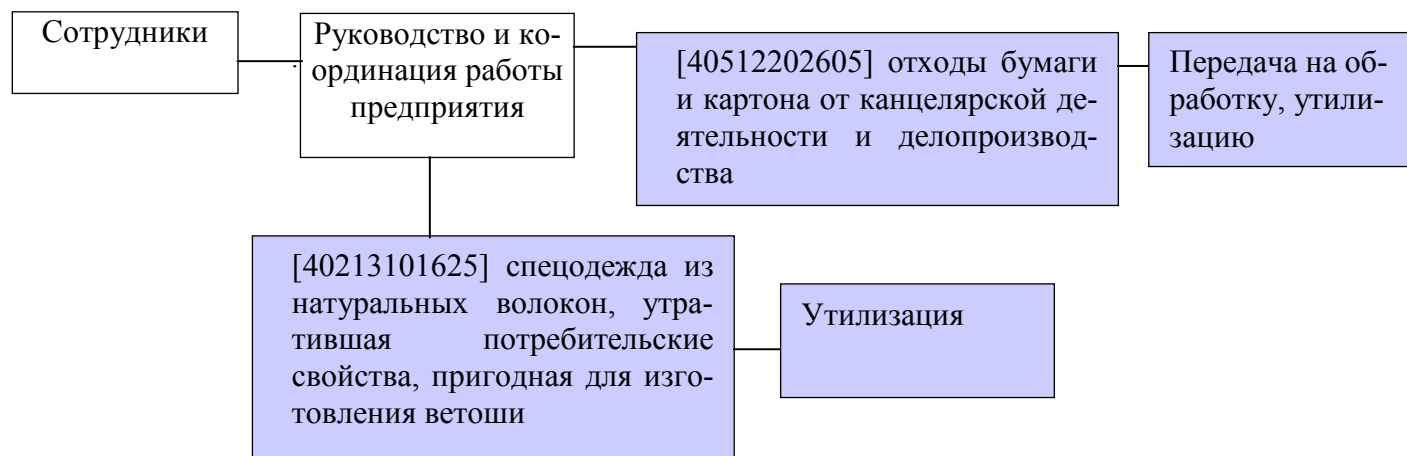 Сотрудники
Руководство и ко-
ординация работы
предприятия
[40512202605] отходы бумаги
и картона от канцелярской де-
ятельности и делопроизвод-
ства
Передача на об-
работку, утили-
зацию
[40213101625] спецодежда из
натуральных волокон, утра-
тившая потребительские
свойства, пригодная для изго-
товления ветоши
Утилизация